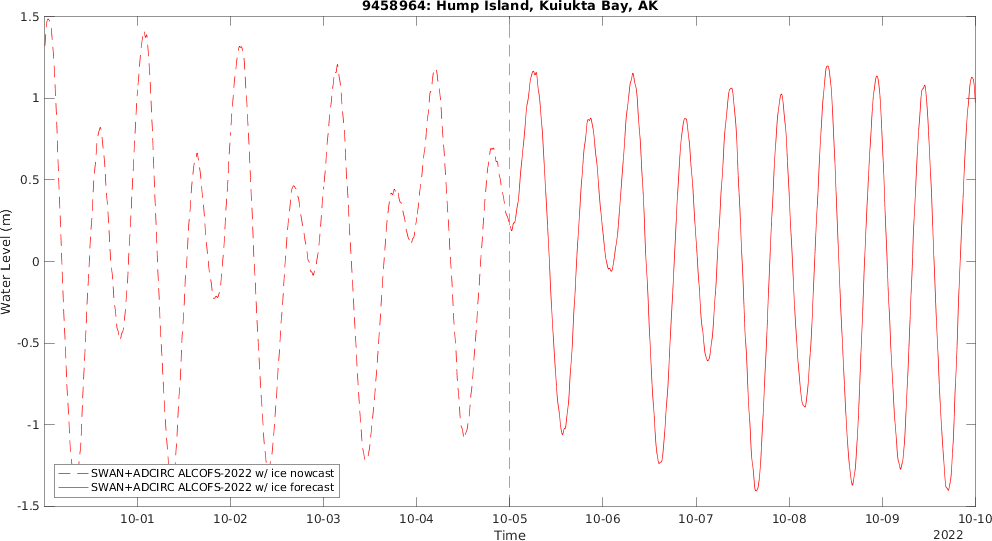 9458964: Hump Island, Kuiukta Bay, AK
1.5
1
0.5
0
-0.5
-1
-1.5
Water Level (m)
SWAN+ADCIRC ALCOFS-2022 w/ ice nowcast
SWAN+ADCIRC ALCOFS-2022 w/ ice forecast
10-01 10-02 10-03 10-04 10-05 10-06 10-07 10-08 10-09 10-10
Time
2022